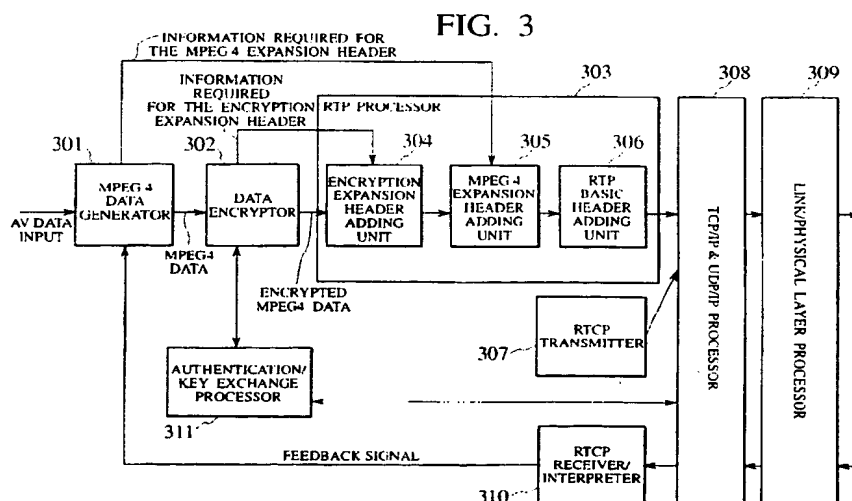 FIG. 3
INFORMATION REQUIRED FOR
THE MPEG 4 EXPANSION HEADER
INFORMATION
REQUIRED
FOR THE ENCRYPTION
EXPANSION HEADER
RTP PROCESSOR
303
308
309
301
302
304
305
306
MPEG 4
DATA
GENERATOR
DATA
ENCRYPTOR
ENCRYPTION
EXPANSION
HEADER
ADDING UNIT
MPEG 4
EXPANSION
HEADER
ADDING UNIT
RTP
BASIC
HEADER
ADDING UNIT
AV DATA
INPUT
MPEG4
DATA
ENCRYPTED
MPEG4 DATA
TCP/IP & UDP/IP PROCESSOR
LINK/PHYSICAL LAYER PROCESSOR
307
RTCP
TRANSMITTER
AUTHENTICATION/
KEY EXCHANGE
PROCESSOR
311
FEEDBACK SIGNAL
310
RTCP
RECEIVER/
INTERPRETER